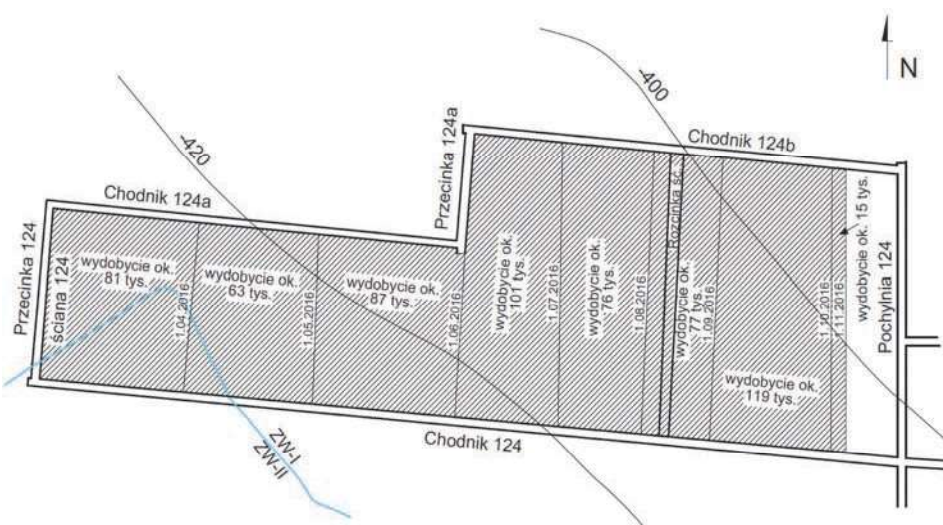 N
-400
-420
Chodnik 124b
Przecinka 124a
Chodnik 124a
Przecinka 124
ściana 124
wydobycie ok.
81 tys.
1.04.2016
wydobycie ok.
63 tys.
1.05.2016
wydobycie ok.
87 tys.
1.06.2016
wydobycie ok.
101 tys.
1.07.2016
wydobycie ok.
76 tys.
1.08.2016
Rozcinka śc.
wydobycie ok.
77 tys.
1.09.2016
wydobycie ok.
119 tys.
1.10.2016
1.11.2016
wydobycie ok. 15 tys.
Pochylnia 124
Chodnik 124
ZW-I
ZW-II